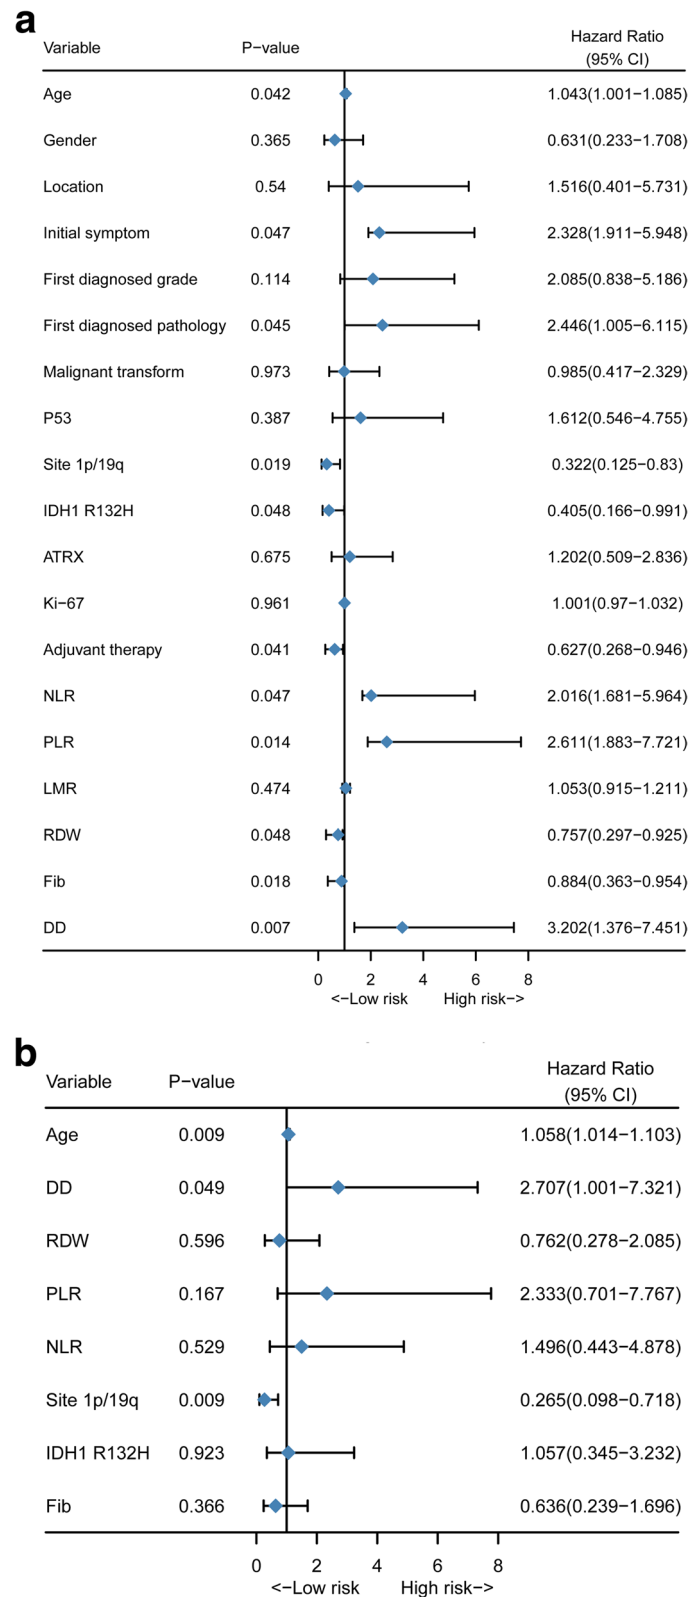 a
Variable P−value Hazard Ratio
(95% CI)
Age 0.042 1.043(1.001−1.085)
Gender 0.365 0.631(0.233−1.708)
Location 0.54 1.516(0.401−5.731)
Initial symptom 0.047 2.328(1.911−5.948)
First diagnosed grade 0.114 2.085(0.838−5.186)
First diagnosed pathology 0.045 2.446(1.005−6.115)
Malignant transform 0.973 0.985(0.417−2.329)
P53 0.387 1.612(0.546−4.755)
Site 1p/19q 0.019 0.322(0.125−0.83)
IDH1 R132H 0.048 0.405(0.166−0.991)
ATRX 0.675 1.202(0.509−2.836)
Ki−67 0.961 1.001(0.97−1.032)
Adjuvant therapy 0.041 0.627(0.268−0.946)
NLR 0.047 2.016(1.681−5.964)
PLR 0.014 2.611(1.883−7.721)
LMR 0.474 1.053(0.915−1.211)
RDW 0.048 0.757(0.297−0.925)
Fib 0.018 0.884(0.363−0.954)
DD 0.007 3.202(1.376−7.451)
0 2 4 6 8
<−Low risk High risk−>
b
Variable P−value Hazard Ratio
(95% CI)
Age 0.009 1.058(1.014−1.103)
DD 0.049 2.707(1.001−7.321)
RDW 0.596 0.762(0.278−2.085)
PLR 0.167 2.333(0.701−7.767)
NLR 0.529 1.496(0.443−4.878)
Site 1p/19q 0.009 0.265(0.098−0.718)
IDH1 R132H 0.923 1.057(0.345−3.232)
Fib 0.366 0.636(0.239−1.696)
0 2 4 6 8
<−Low risk High risk−>